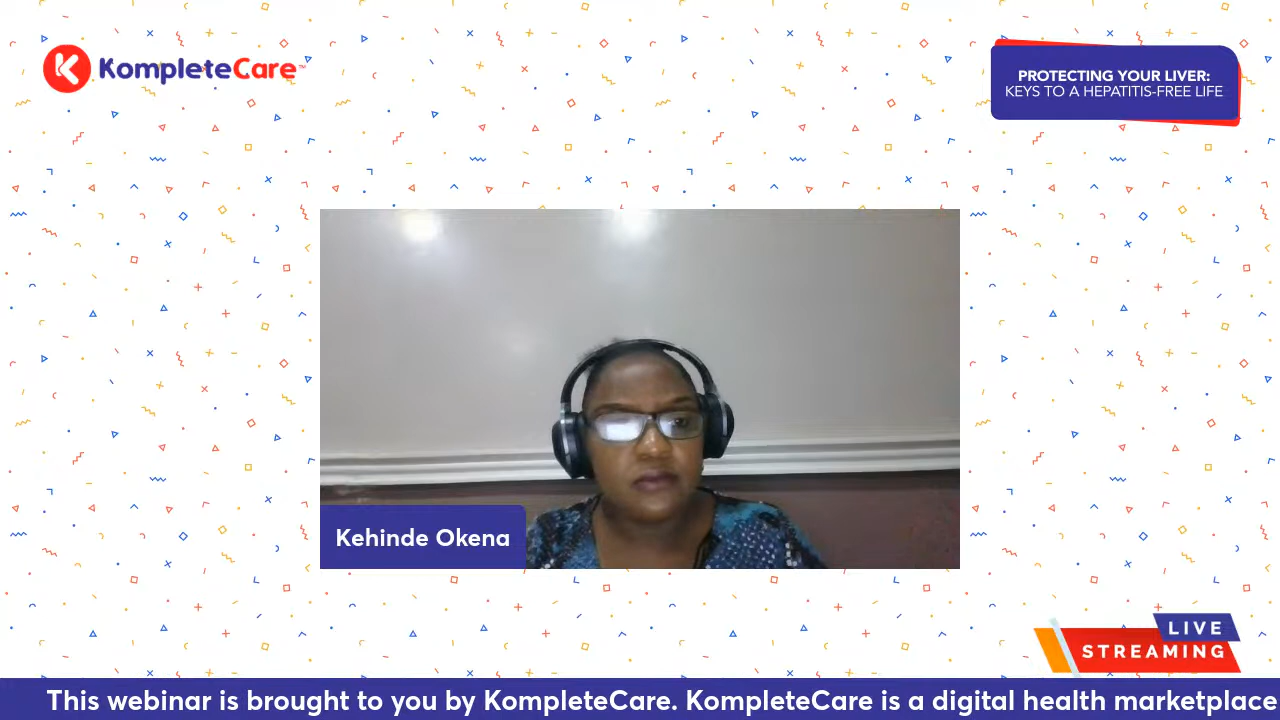 KompleteCare™
PROTECTING YOUR LIVER:
KEYS TO A HEPATITIS-FREE LIFE
Kehinde Okena
LIVE
STREAMING
This webinar is brought to you by KompleteCare. KompleteCare is a digital health marketplace